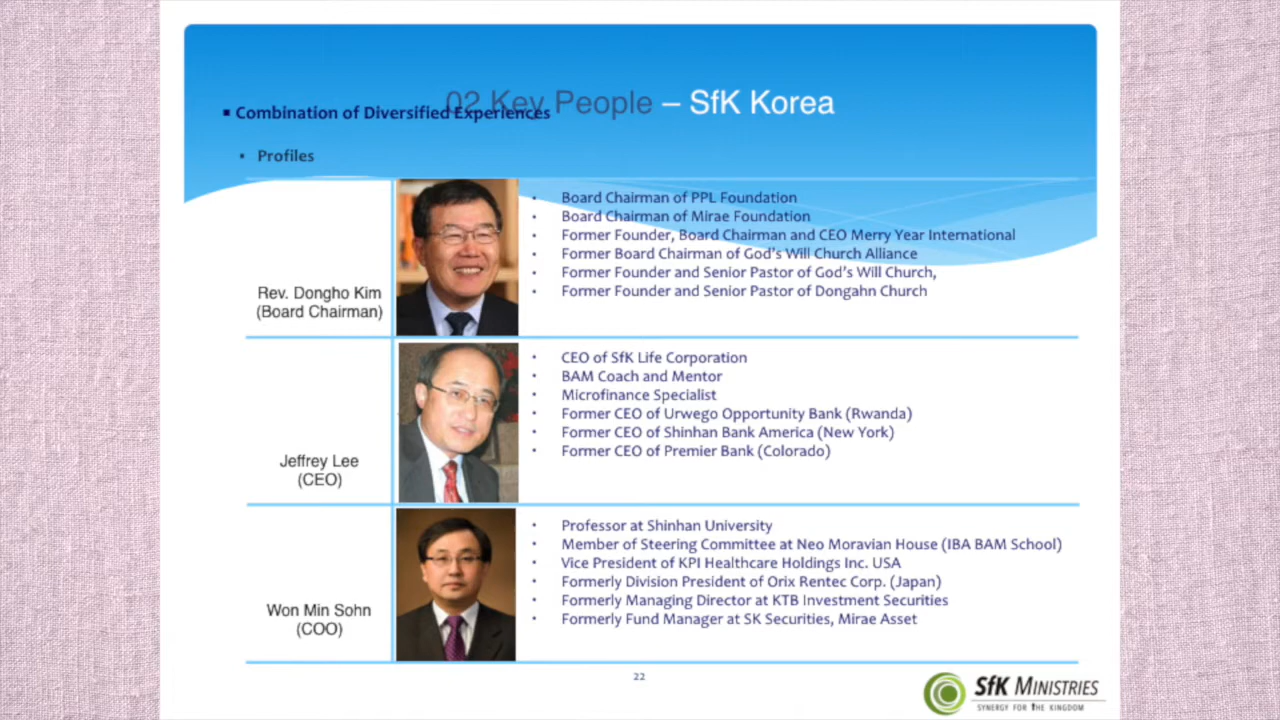 02 Key People – SfK Korea
▪ Combination of Diversified Experiences
• Profiles
Rev. Dongho Kim
(Board Chairman)
• Board Chairman of PPL Foundation
• Board Chairman of Mirae Foundation
• Former Founder, Board Chairman and CEO Merry Year International
• Former Board Chairman of God's Will Church Alliance
• Former Founder and Senior Pastor of God's Will Church,
• Former Founder and Senior Pastor of Dongahn Church
Jeffrey Lee
(CEO)
• CEO of SfK Life Corporation
• BAM Coach and Mentor
• Microfinance Specialist
• Former CEO of Urwego Opportunity Bank (Rwanda)
• Former CEO of Shinhan Bank America (New York)
• Former CEO of Premier Bank (Colorado)
Won Min Sohn
(COO)
• Professor at Shinhan University
• Member of Steering Committee at Neo Moravian House (IBA BAM School)
• Vice President of KPI Healthcare Holdings Inc. USA
• Formerly Division President of Orix Rentec Corp. (Japan)
• Formerly Managing Director at KTB Investment Securities
• Formerly Fund Manager at SK Securities, Mirae Asset
22
SfK Ministries
Synergy for the Kingdom